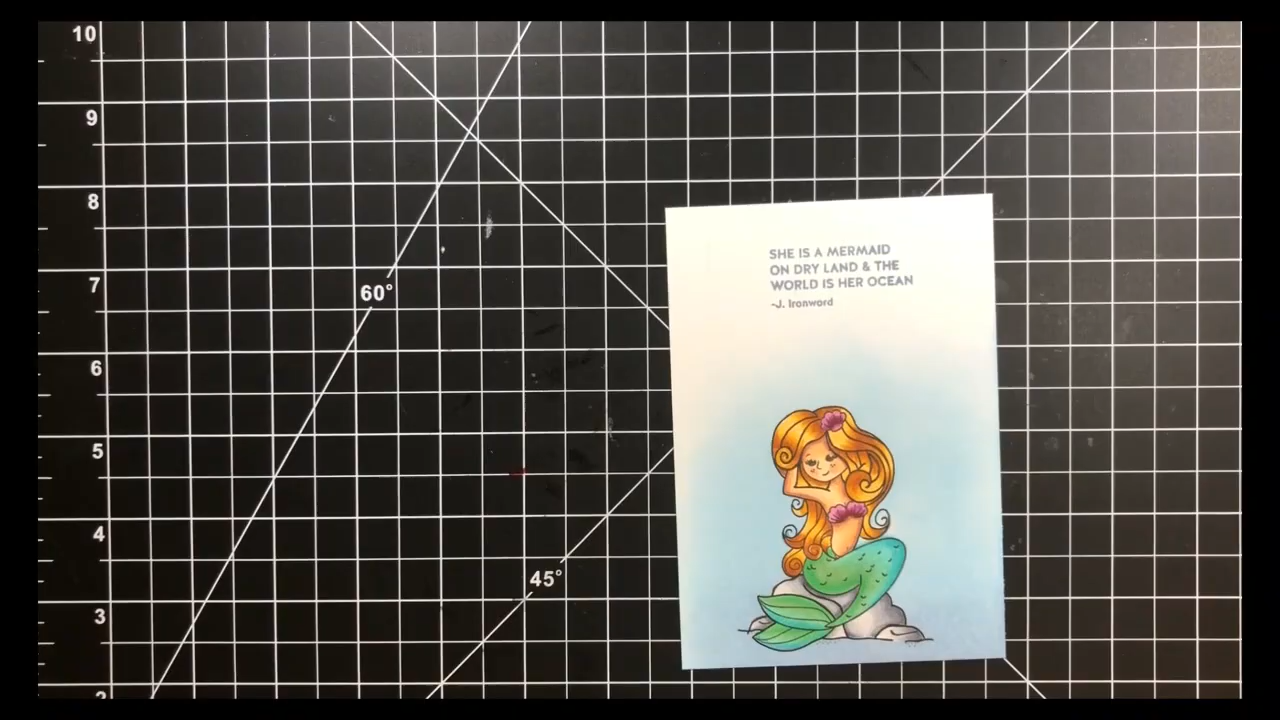 10
9
8
7
6
5
4
3
2
60°
45°
SHE IS A MERMAID
ON DRY LAND & THE
WORLD IS HER OCEAN
-J. Ironword